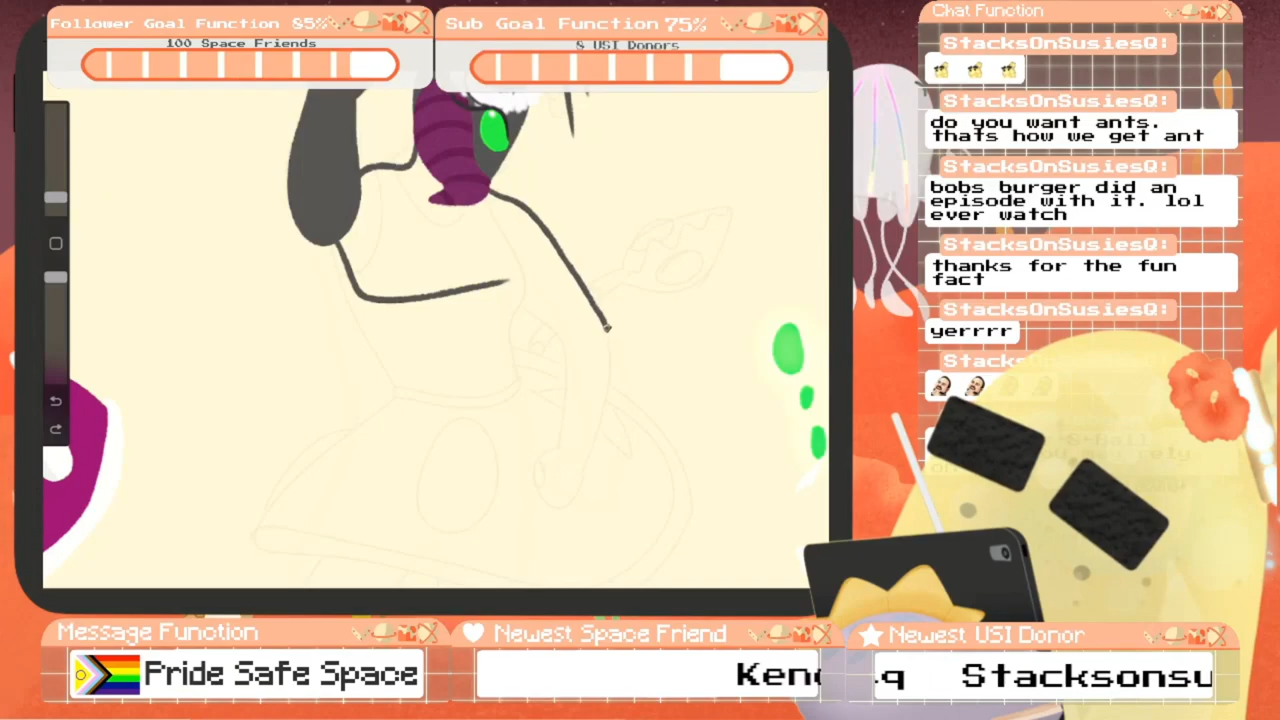 Follower Goal Function 85%
100 Space Friends
Sub Goal Function 75%
8 USI Donors
Chat Function
StacksOnSusiesQ:
StacksOnSusiesQ:
do you want ants.
thats how we get ant
StacksOnSusiesQ:
bobs burger did an
episode with it. lol
ever watch
StacksOnSusiesQ:
thanks for the fun
fact
StacksOnSusiesQ:
yerrrr
Stacks
Message Function
Pride Safe Space
Newest Space Friend
Newest USI Donor
Stacksonsu